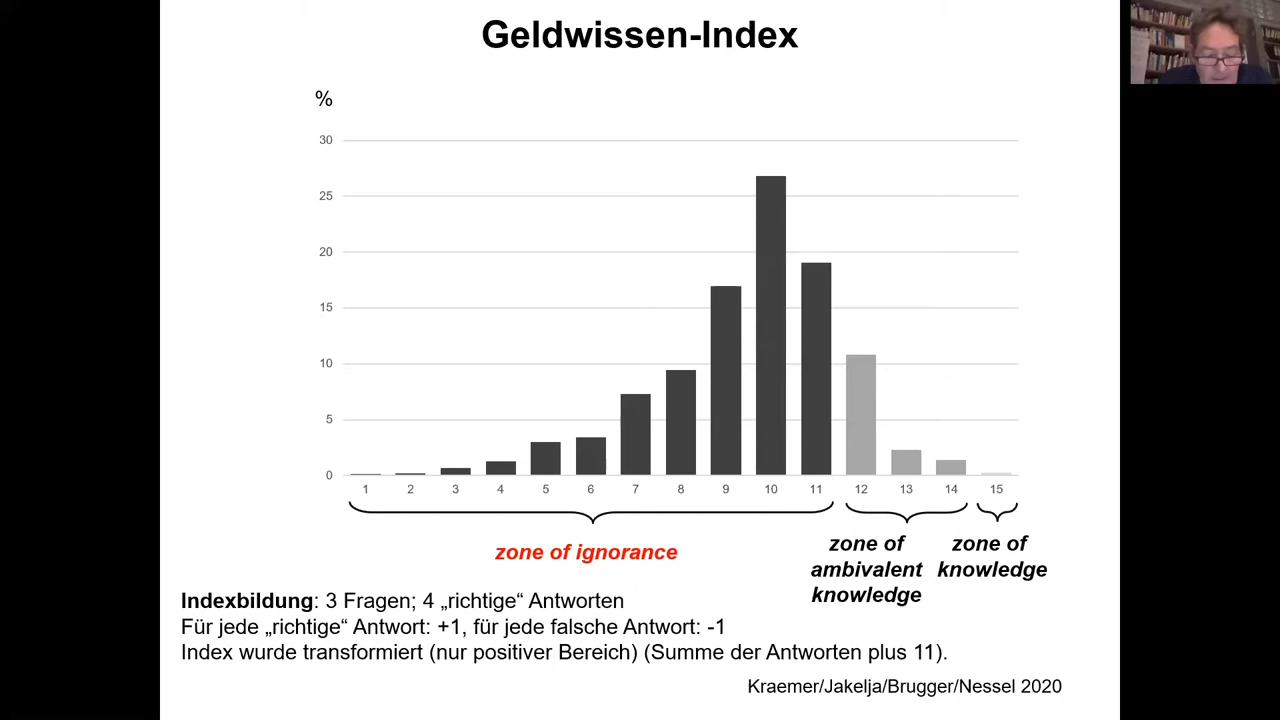 Geldwissen-Index
%
30
25
20
15
10
5
0
1 2 3 4 5 6 7 8 9 10 11 12 13 14 15
zone of ignorance
zone of
ambivalent
knowledge
zone of
knowledge
Indexbildung: 3 Fragen; 4 „richtige“ Antworten
Für jede „richtige“ Antwort: +1, für jede falsche Antwort: -1
Index wurde transformiert (nur positiver Bereich) (Summe der Antworten plus 11).
Kraemer/Jakelja/Brugger/Nessel 2020